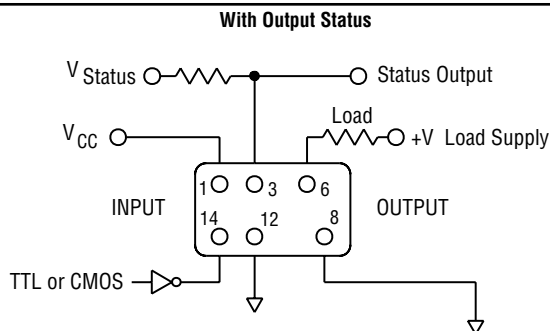 With Output Status
V Status
Status Output
Load
VCC
+V Load Supply
1
3
6
INPUT
OUTPUT
14
12
8
TTL or CMOS